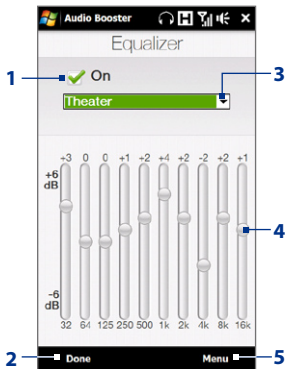 Audio Booster
Equalizer
1
On
3
Theater
+3 0 0 +1 +2 +4 +2 -2 +2 +1
+6
dB
4
-6
dB
32 64 125 250 500 1k 2k 4k 8k 16k
2
Done
Menu
5